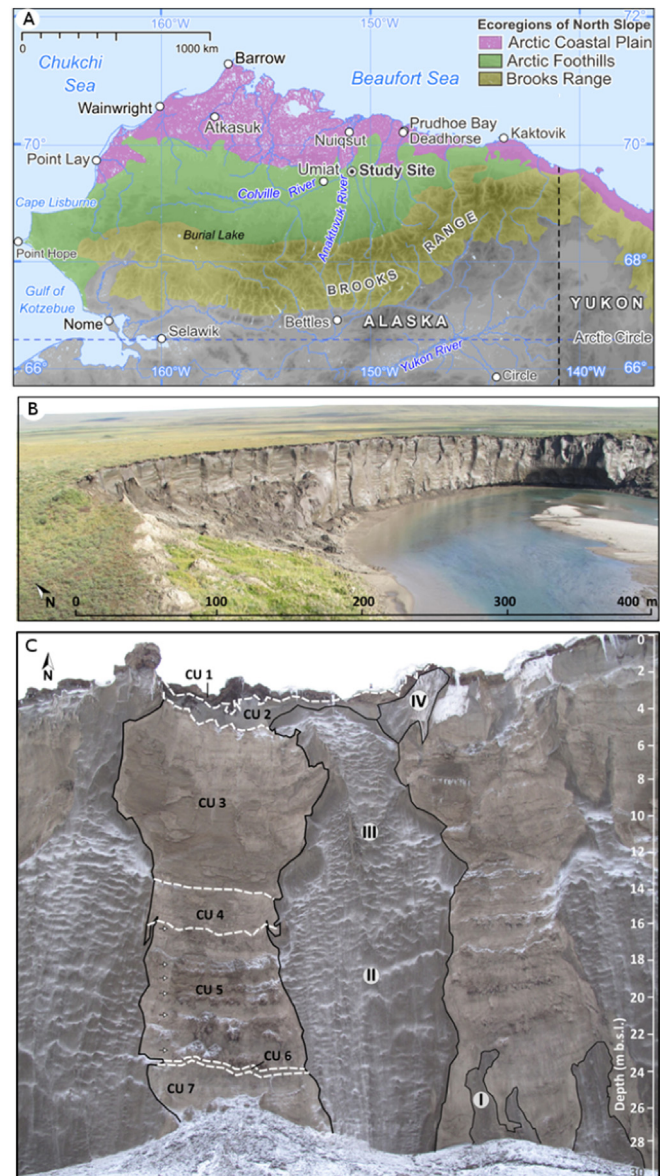 A
160°W
150°W
72°
0
1000 km
Ecoregions of North Slope
Arctic Coastal Plain
Arctic Foothills
Brooks Range
Chukchi
Sea
Barrow
Beaufort Sea
Wainwright
Atkasuk
Nuiqsut
Prudhoe Bay
Deadhorse
Kaktovik
70°
70°
Point Lay
Umiat
Study Site
Colville River
Anaktuvuk River
Cape Lisburne
Burial Lake
Point Hope
BROOKS RANGE
68°
68°
Gulf of
Kotzebue
Nome
Selawik
Bettles
ALASKA
YUKON
Arctic Circle
Yukon River
Circle
66°
66°
160°W
150°W
140°W
B
N
0
100
200
300
400 m
C
N
CU 1
CU 2
CU 3
CU 4
CU 5
CU 6
CU 7
I
II
III
IV
0
2
4
6
8
10
12
14
16
18
20
22
24
26
28
30
Depth (m b.s.l.)